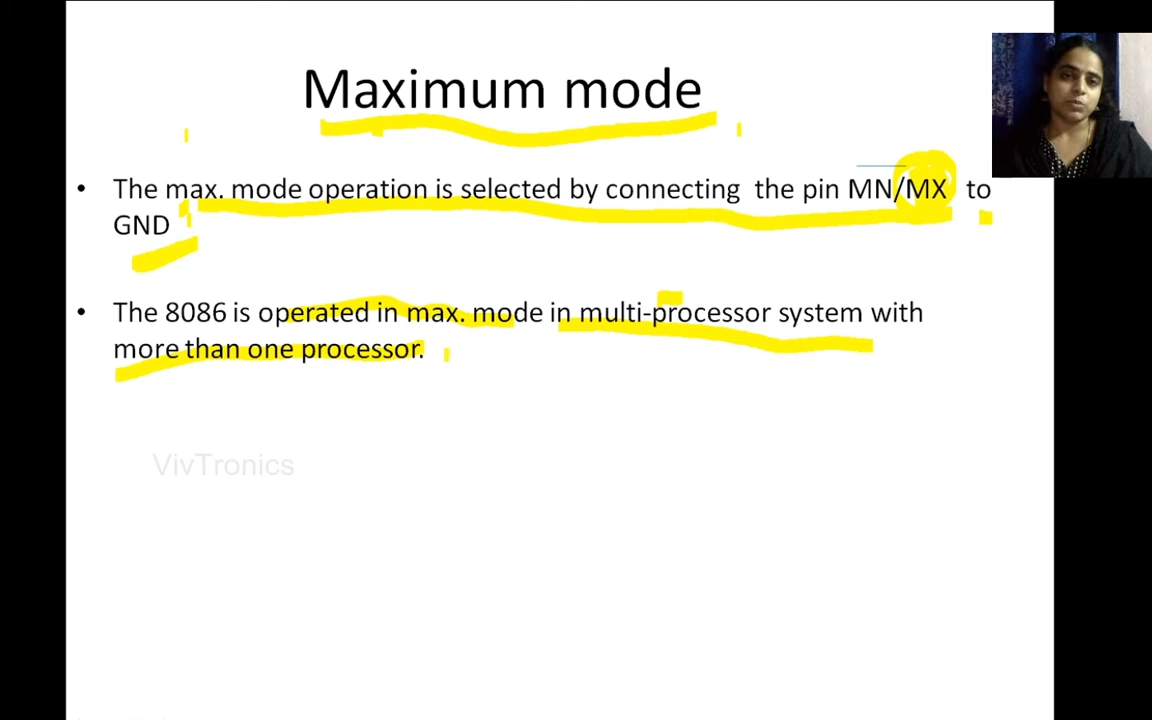 Maximum mode
• The max. mode operation is selected by connecting the pin MN/MX to
GND
• The 8086 is operated in max. mode in multi-processor system with
more than one processor.
VivTronics